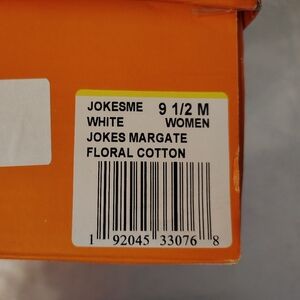 JOKESME 9 1/2 M
WHITE WOMEN
JOKES MARGATE
FLORAL COTTON
1 92045 33076 8